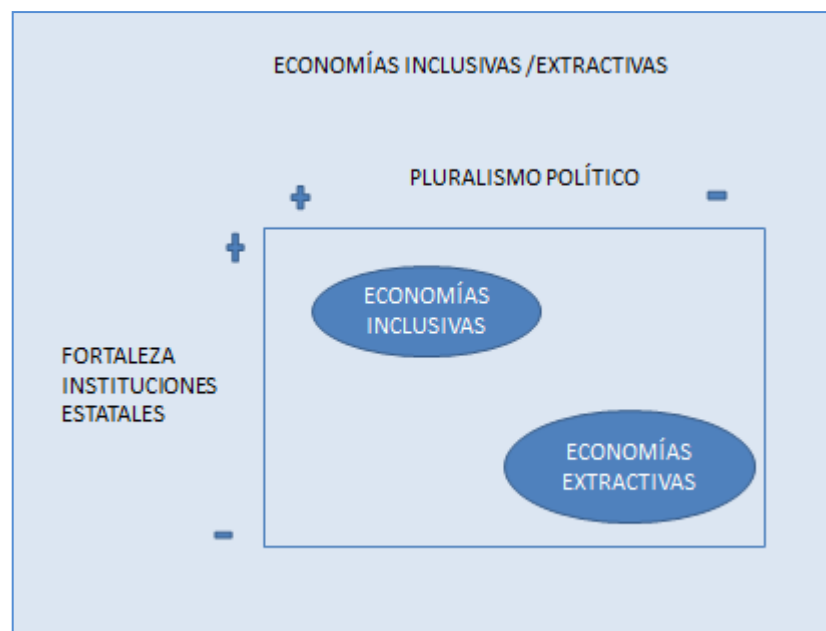 ECONOMÍAS INCLUSIVAS /EXTRACTIVAS
PLURALISMO POLÍTICO
+ -
+
ECONOMÍAS
INCLUSIVAS
FORTALEZA
INSTITUCIONES
ESTATALES
ECONOMÍAS
EXTRACTIVAS
-